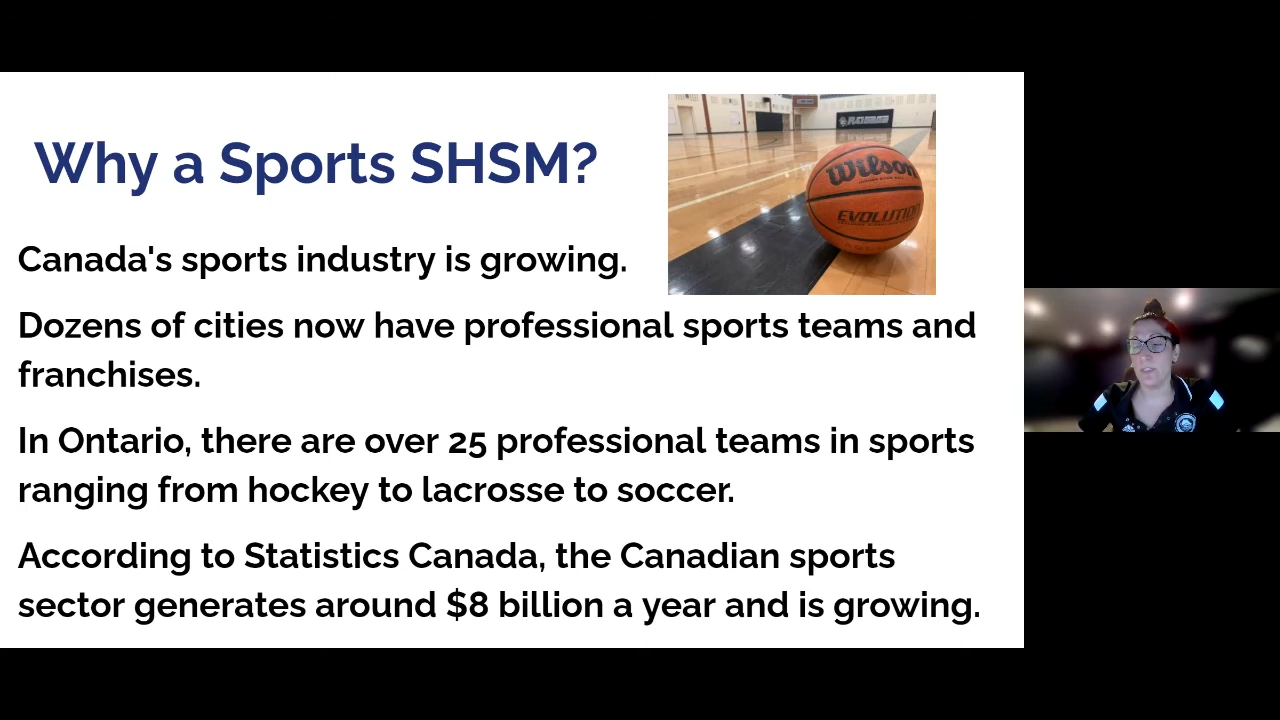 Why a Sports SHSM?
Wilson
EVOLUTION
Canada's sports industry is growing.
Dozens of cities now have professional sports teams and
franchises.
In Ontario, there are over 25 professional teams in sports
ranging from hockey to lacrosse to soccer.
According to Statistics Canada, the Canadian sports
sector generates around $8 billion a year and is growing.